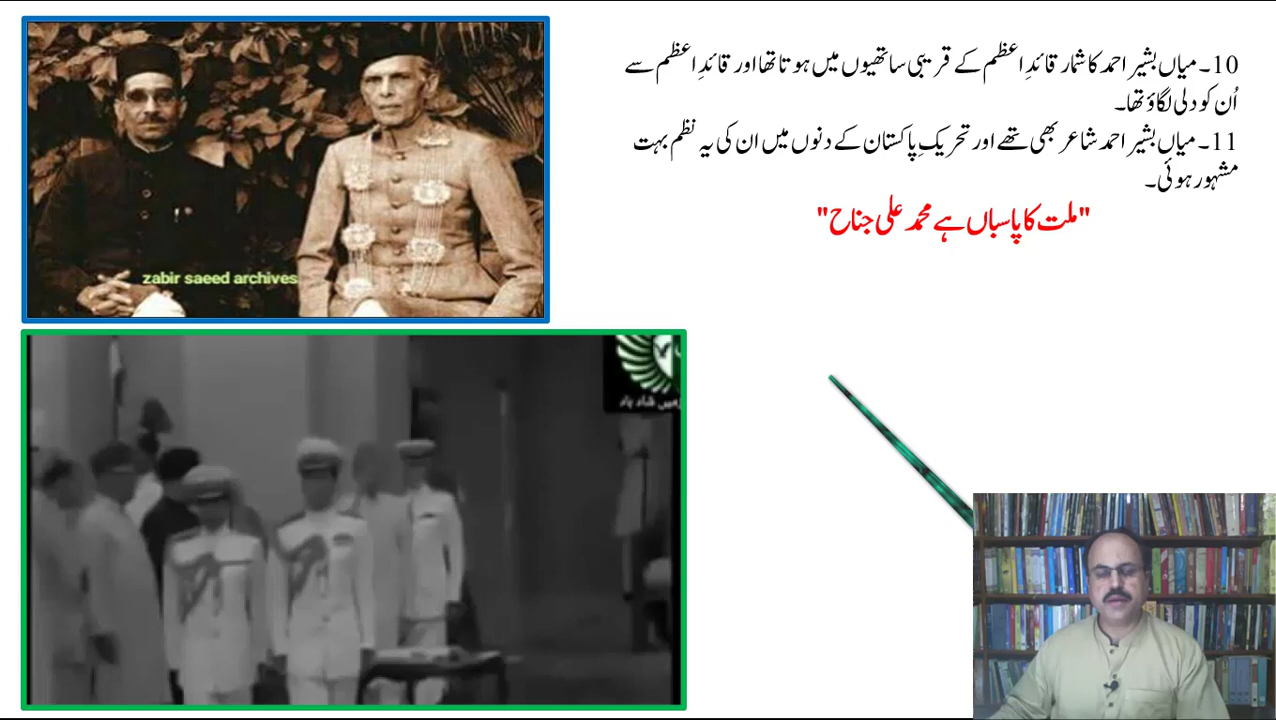 10۔ میاں بشیر احمد کا شمار قائدِ اعظم کے قریبی ساتھیوں میں ہوتا تھا اور قائدِ اعظم سے
اُن کو دلی لگاؤ تھا۔
11۔ میاں بشیر احمد شاعر بھی تھے اور تحریکِ پاکستان کے دنوں میں ان کی یہ نظم بہت
مشہور ہوئی۔
"ملت کا پاسباں ہے محمد علی جناح"
zabir saeed archives
شاد باد